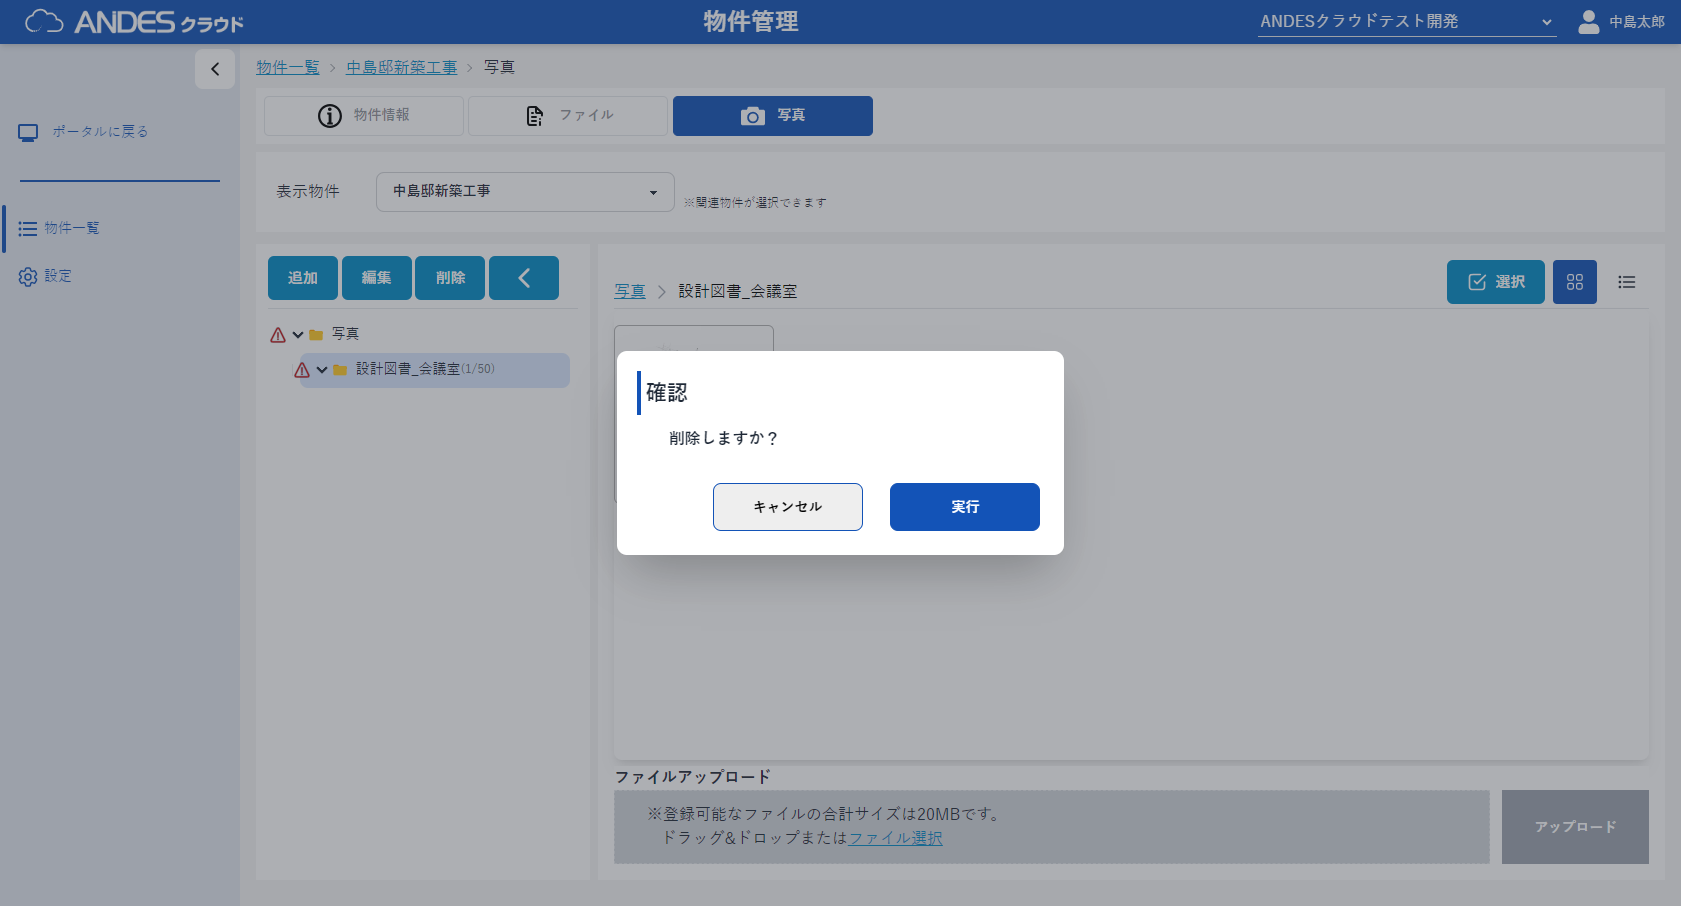 ANDES クラウド
物件管理
ANDESクラウドテスト開発
中島太郎
物件一覧 > 中島邸新築工事 > 写真
ポータルに戻る
物件情報
ファイル
写真
表示物件
中島邸新築工事
※関連物件が選択できます
物件一覧
設定
追加
編集
削除
写真 > 設計図書_会議室
選択
写真
設計図書_会議室(1/50)
確認
削除しますか？
キャンセル
実行
ファイルアップロード
※登録可能なファイルの合計サイズは20MBです。
ドラッグ&ドロップまたはファイル選択
アップロード